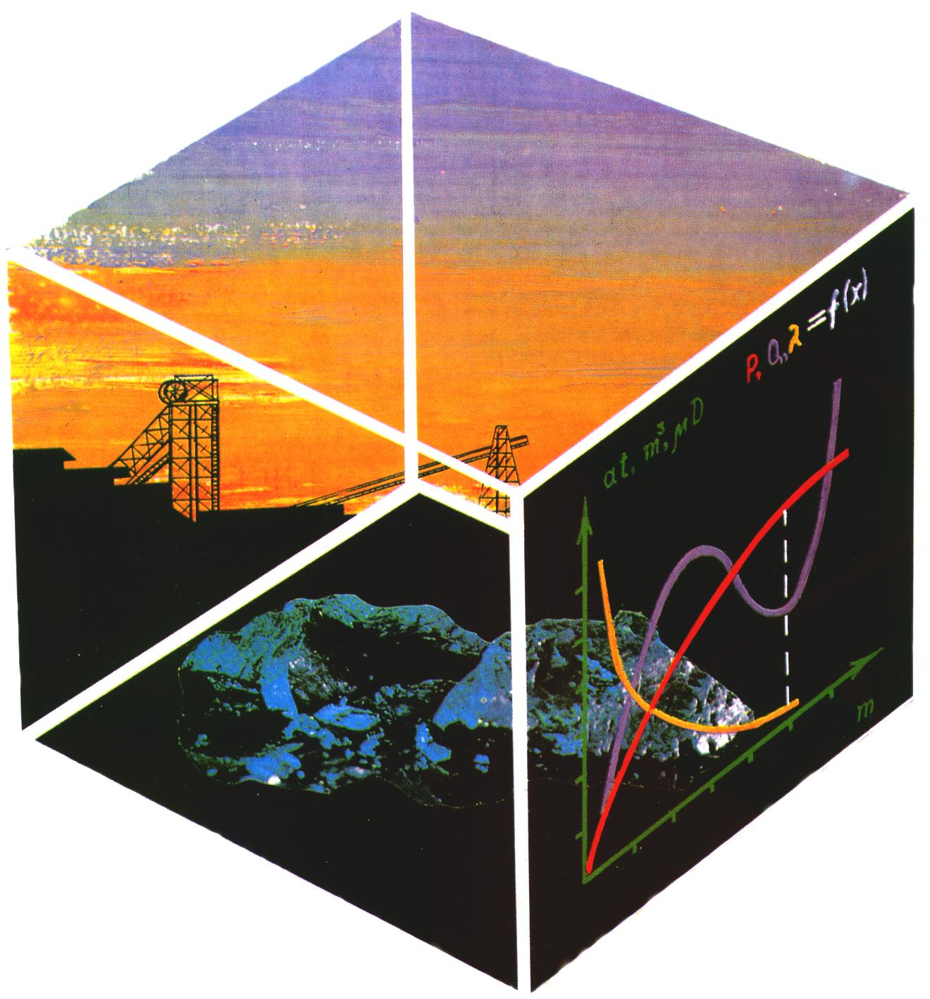 P, Q, λ = f(x)
at, m³, μD
m